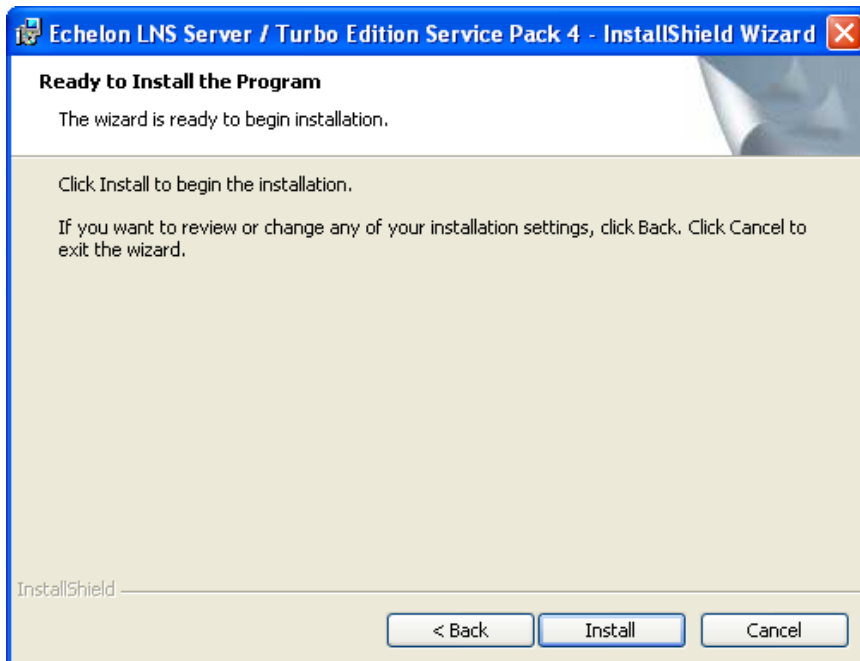 Echelon LNS Server / Turbo Edition Service Pack 4 - InstallShield Wizard
Ready to Install the Program
The wizard is ready to begin installation.
Click Install to begin the installation.
If you want to review or change any of your installation settings, click Back. Click Cancel to
exit the wizard.
InstallShield
< Back
Install
Cancel